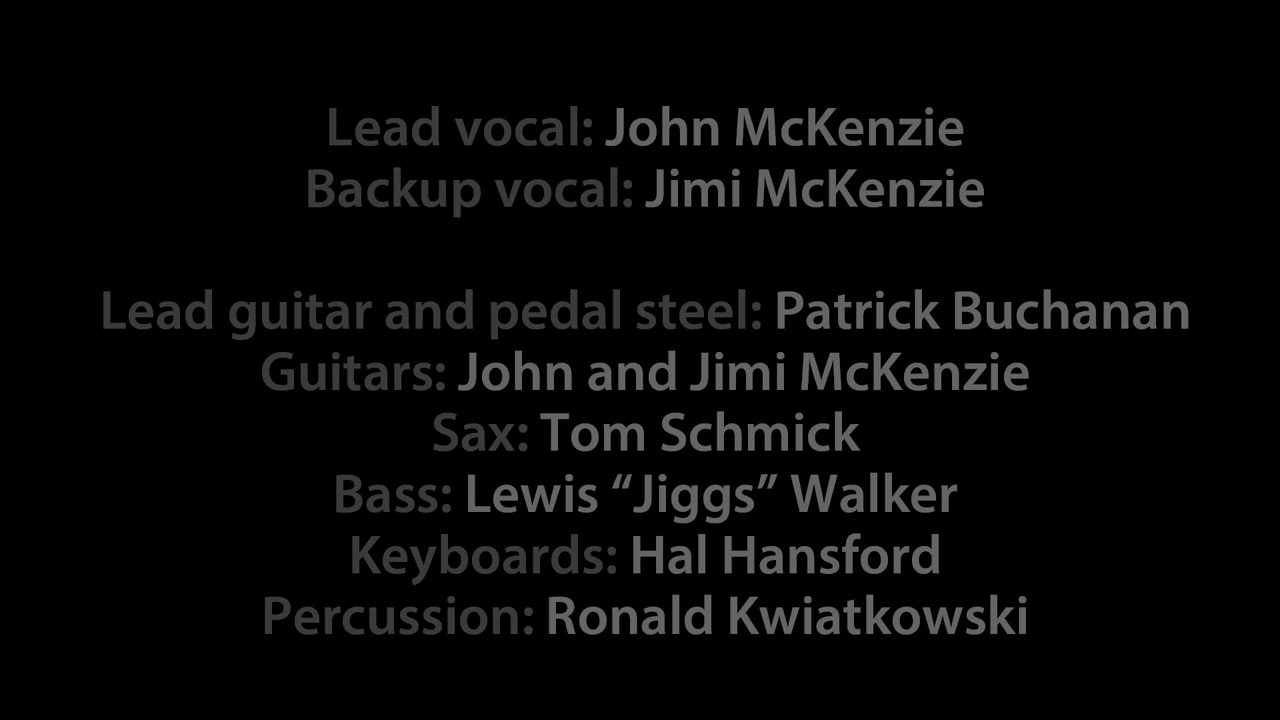 Lead vocal: John McKenzie
Backup vocal: Jimi McKenzie
Lead guitar and pedal steel: Patrick Buchanan
Guitars: John and Jimi McKenzie
Sax: Tom Schmick
Bass: Lewis “Jiggs” Walker
Keyboards: Hal Hansford
Percussion: Ronald Kwiatkowski